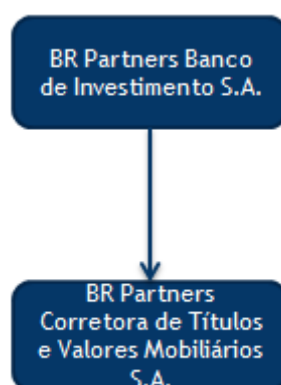 BR Partners Banco
de Investimento S.A.
BR Partners
Corretora de Títulos
e Valores Mobiliários
S.A.